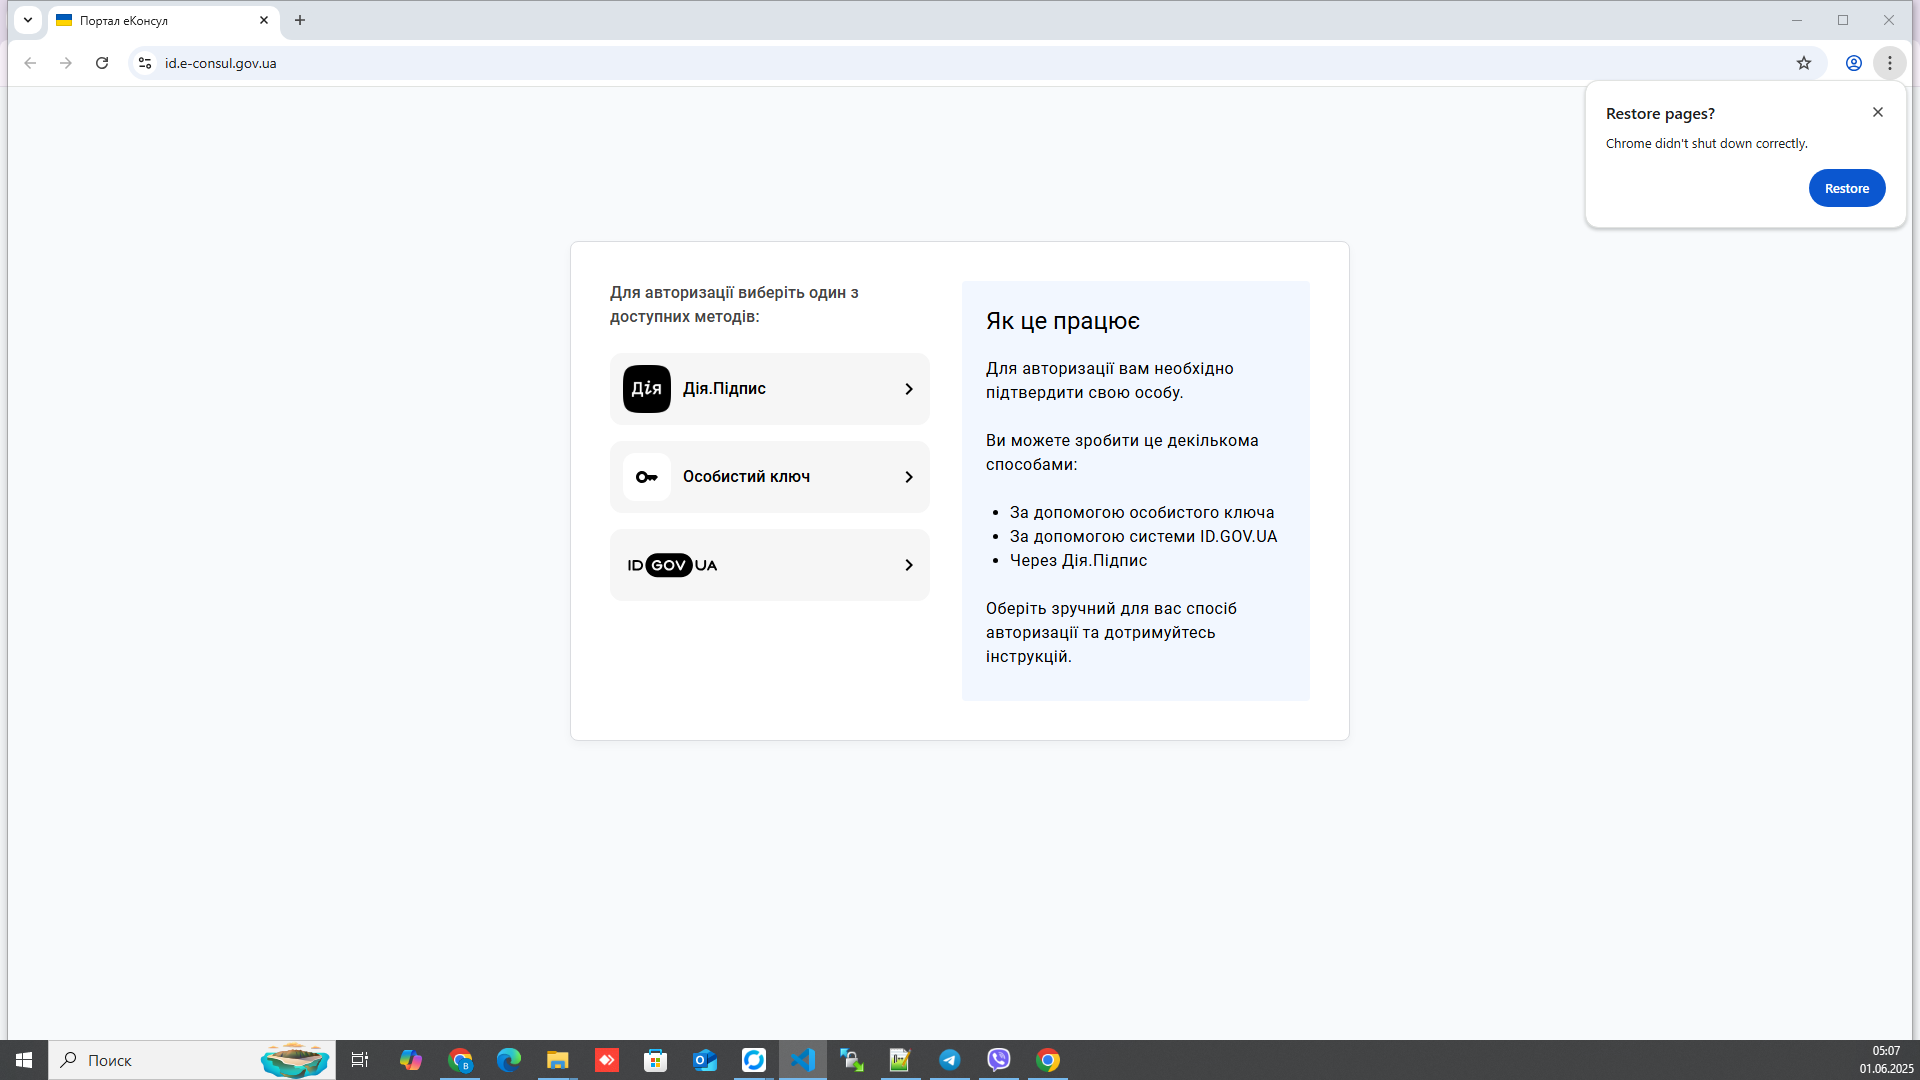 Портал еКонсул
id.e-consul.gov.ua
Restore pages?
Chrome didn't shut down correctly.
Restore
Для авторизації виберіть один з
доступних методів:
Дія Дія.Підпис
Особистий ключ
ID GOV UA
Як це працює
Для авторизації вам необхідно
підтвердити свою особу.
Ви можете зробити це декількома
способами:
• За допомогою особистого ключа
• За допомогою системи ID.GOV.UA
• Через Дія.Підпис
Оберіть зручний для вас спосіб
авторизації та дотримуйтесь
інструкцій.
Поиск
05:07
01.06.2025